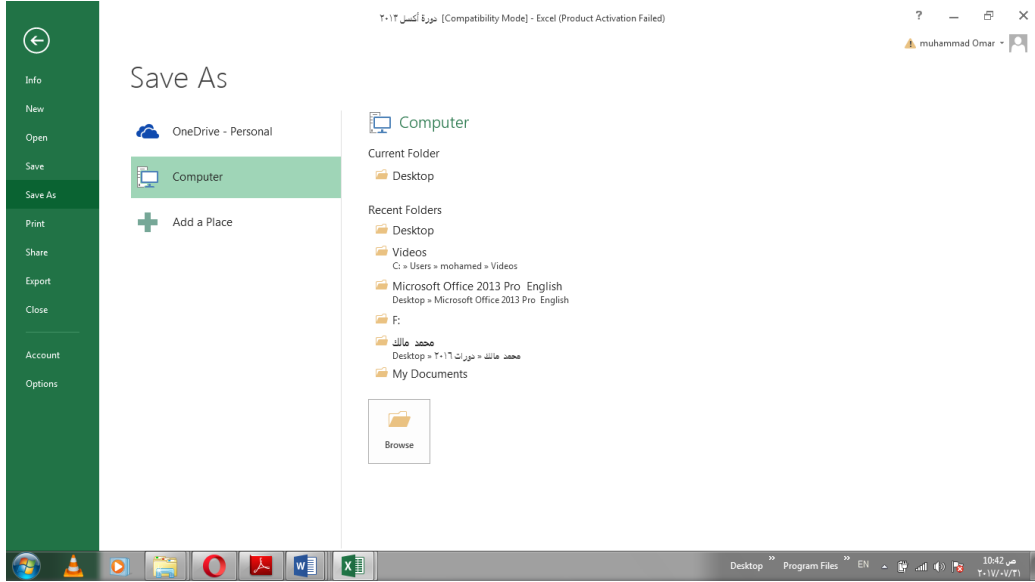 دورة أكسل ٢٠١٣ [Compatibility Mode] - Excel (Product Activation Failed)
?
muhammad Omar
Info
New
Open
Save
Save As
Print
Share
Export
Close
Account
Options
Save As
OneDrive - Personal
Computer
Add a Place
Computer
Current Folder
Desktop
Recent Folders
Desktop
Videos
C: » Users » mohamed » Videos
Microsoft Office 2013 Pro English
Desktop » Microsoft Office 2013 Pro English
F:
محمد مالك
Desktop » دورات ٢٠١٦ » محمد مالك
My Documents
Browse
Desktop » Program Files » EN
10:42 ص
٢٠١٧/٠٧/٣١